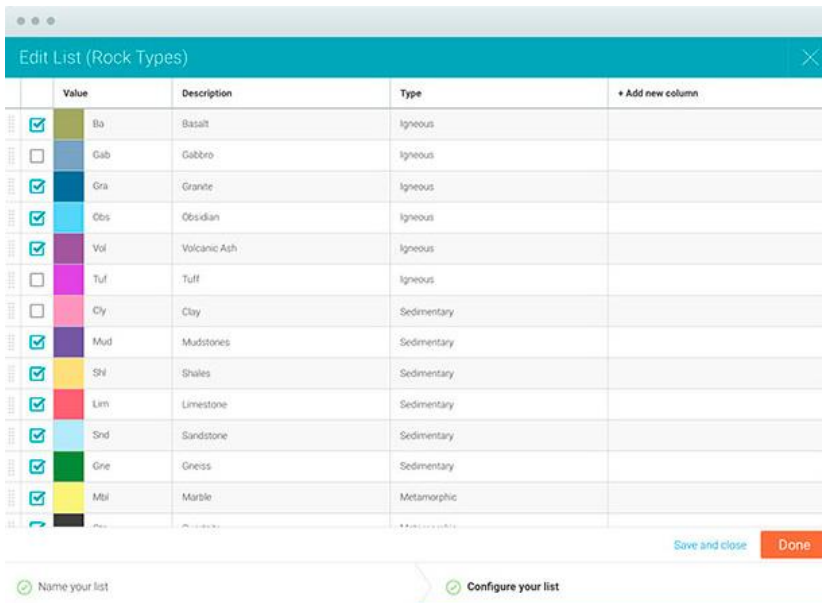 Edit List (Rock Types)
Value Description Type + Add new column
Ba Basalt Igneous
Gab Gabbro Igneous
Gra Granite Igneous
Obs Obsidian Igneous
Vol Volcanic Ash Igneous
Tuf Tuff Igneous
Cly Clay Sedimentary
Mud Mudstones Sedimentary
Shl Shales Sedimentary
Lim Limestone Sedimentary
Snd Sandstone Sedimentary
Gne Gneiss Sedimentary
Mbl Marble Metamorphic
Save and close Done
Name your list Configure your list